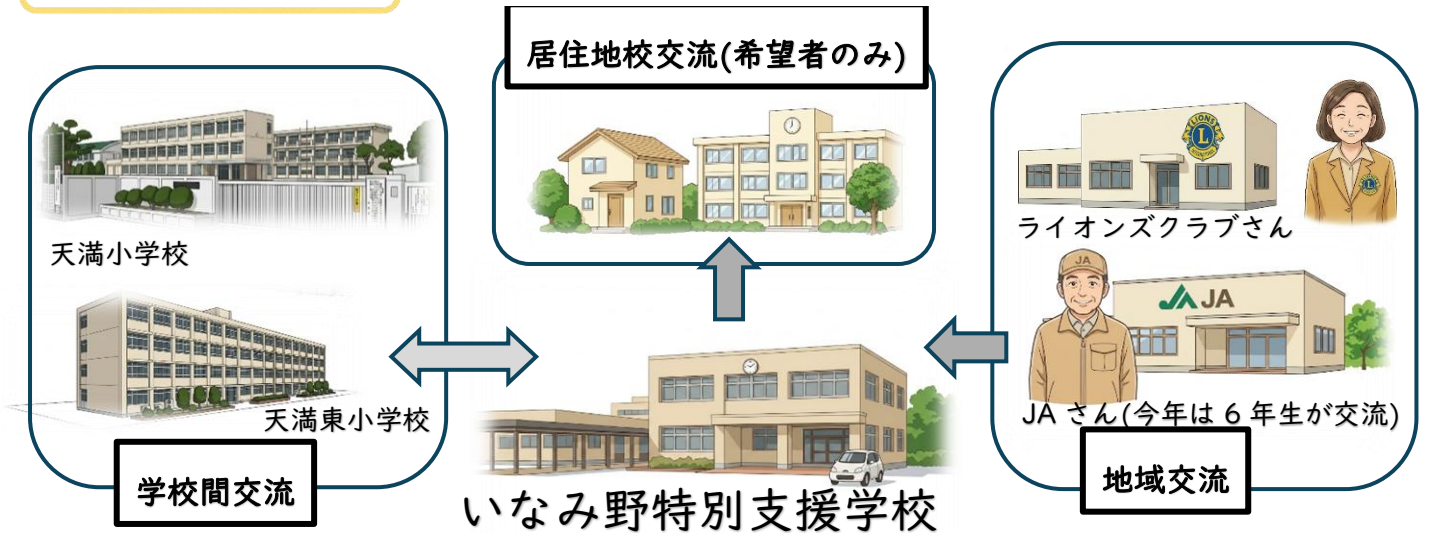 居住地校交流(希望者のみ)
天満小学校
天満東小学校
学校間交流
いなみ野特別支援学校
LIONS
L
ライオンズクラブさん
JA
JA
JAさん(今年は6年生が交流)
地域交流